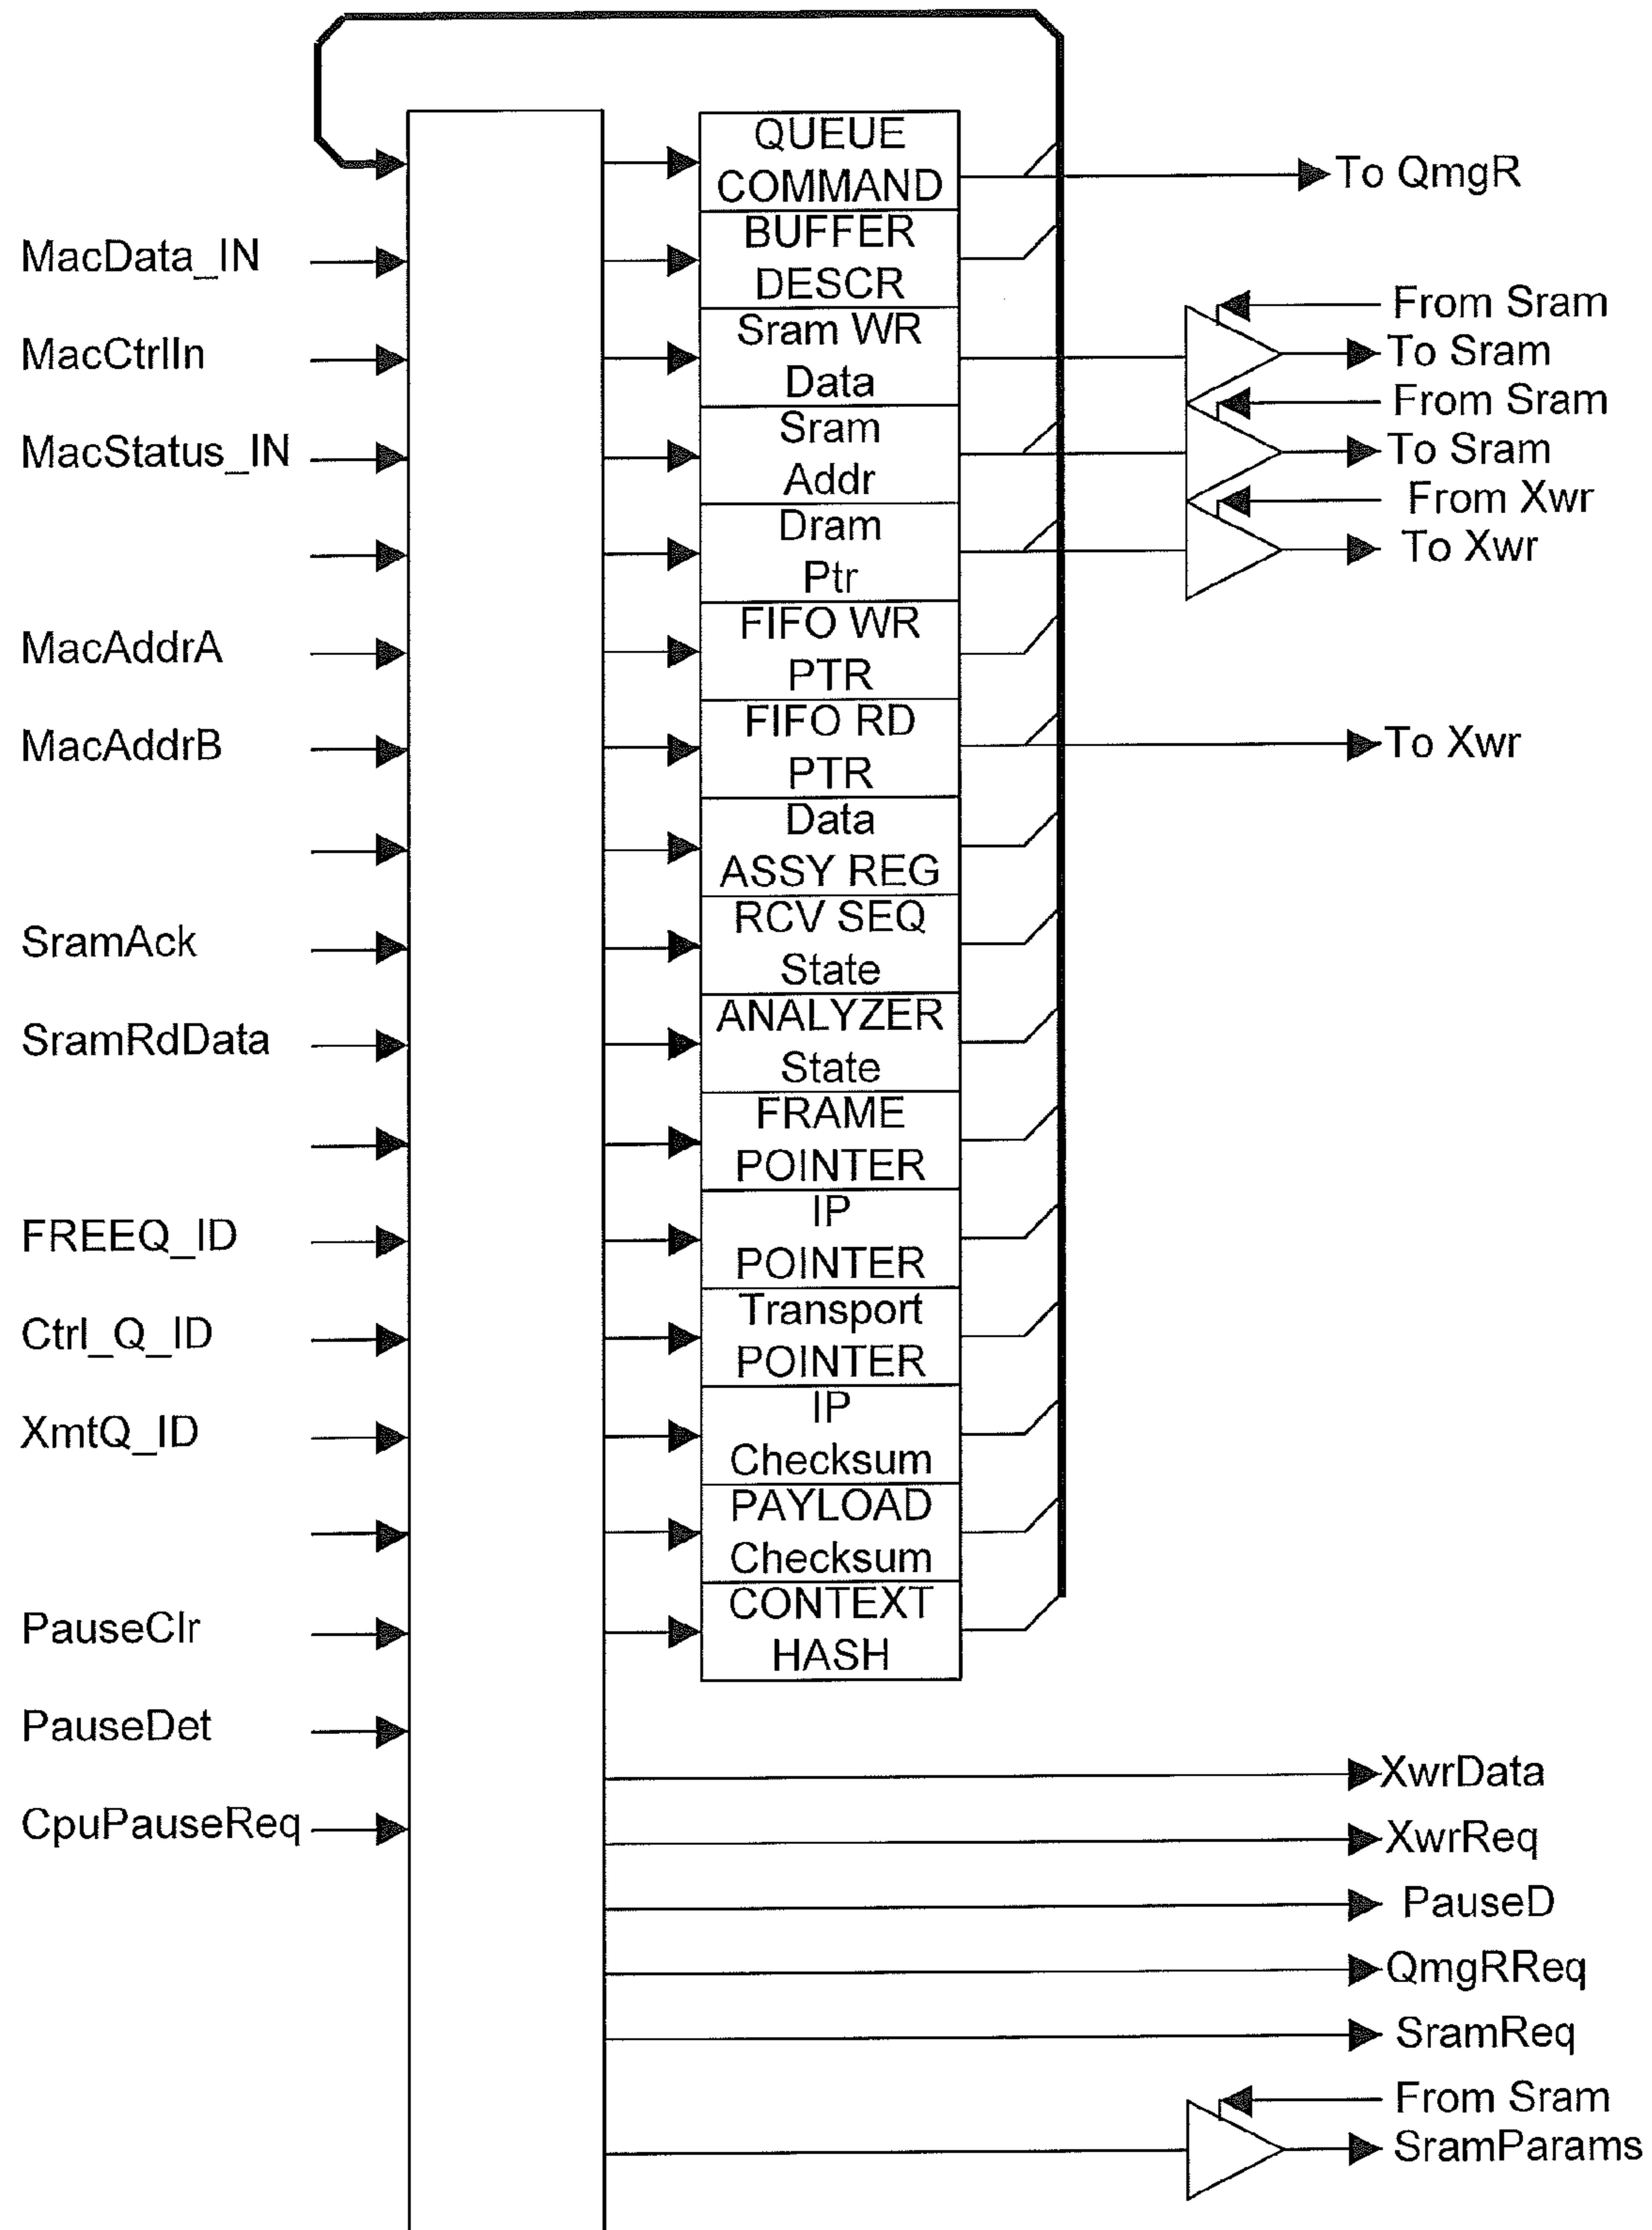 MacData_IN
MacCtrlIn
MacStatus_IN
MacAddrA
MacAddrB
SramAck
SramRdData
FREEQ_ID
Ctrl_Q_ID
XmtQ_ID
PauseClr
PauseDet
CpuPauseReq
QUEUE
COMMAND
BUFFER
DESCR
Sram WR
Data
Sram
Addr
Dram
Ptr
FIFO WR
PTR
FIFO RD
PTR
Data
ASSY REG
RCV SEQ
State
ANALYZER
State
FRAME
POINTER
IP
POINTER
Transport
POINTER
IP
Checksum
PAYLOAD
Checksum
CONTEXT
HASH
To QmgR
From Sram
To Sram
From Sram
To Sram
From Xwr
To Xwr
To Xwr
XwrData
XwrReq
PauseD
QmgRReq
SramReq
From Sram
SramParams